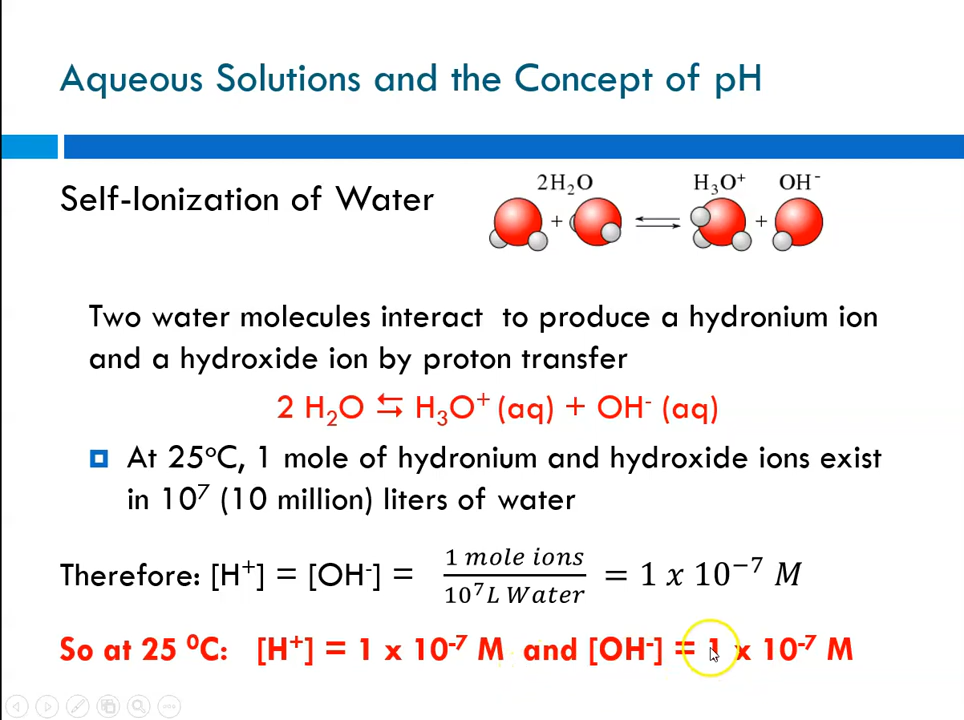 Aqueous Solutions and the Concept of pH
Self-Ionization of Water
2H₂O H₃O⁺ OH⁻
+ ⇌ +
Two water molecules interact to produce a hydronium ion
and a hydroxide ion by proton transfer
2 H₂O ⇆ H₃O⁺ (aq) + OH⁻ (aq)
At 25°C, 1 mole of hydronium and hydroxide ions exist
in 10⁷ (10 million) liters of water
Therefore: [H⁺] = [OH⁻] = 1 mole ions / 10⁷ L Water = 1 x 10⁻⁷ M
So at 25 ⁰C: [H⁺] = 1 x 10⁻⁷ M and [OH⁻] = 1 x 10⁻⁷ M